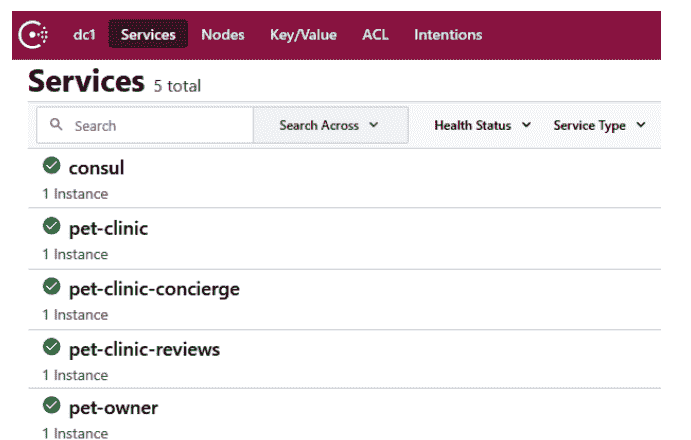 dc1 Services Nodes Key/Value ACL Intentions
Services 5 total
Search Search Across Health Status Service Type
consul
1 Instance
pet-clinic
1 Instance
pet-clinic-concierge
1 Instance
pet-clinic-reviews
1 Instance
pet-owner
1 Instance